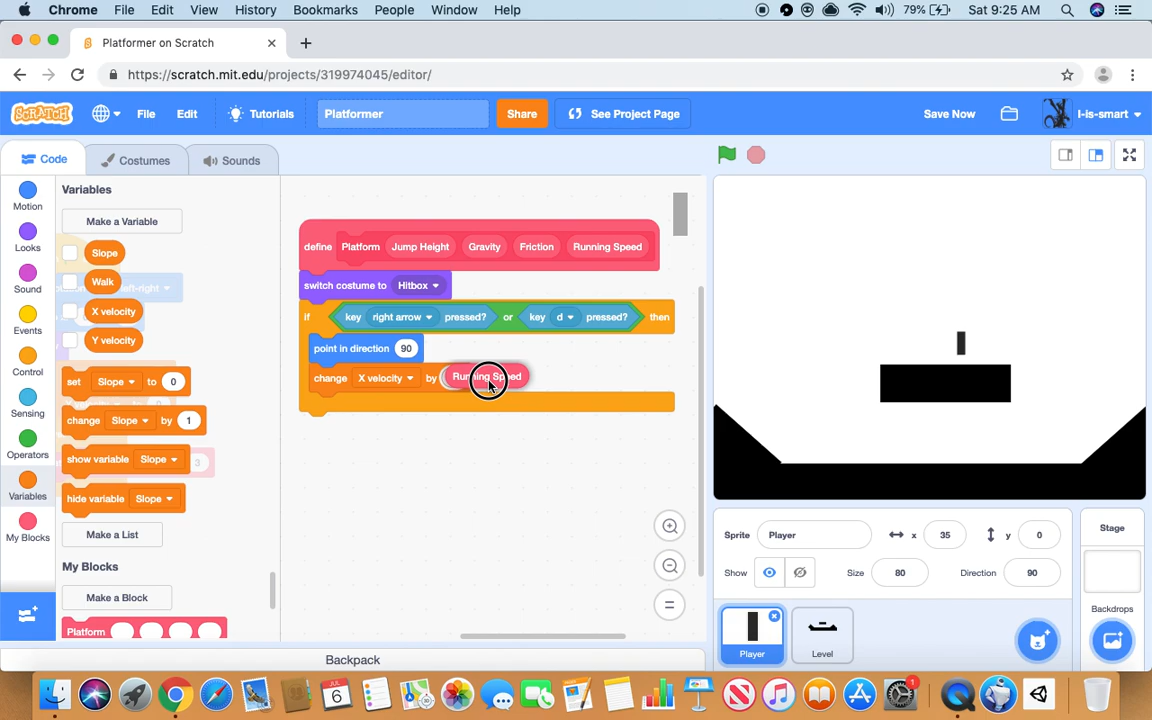 Chrome File Edit View History Bookmarks People Window Help 79% Sat 9:25 AM
Platformer on Scratch
https://scratch.mit.edu/projects/319974045/editor/
SCRATCH File Edit Tutorials Platformer Share See Project Page Save Now I-is-smart
Code Costumes Sounds
Variables
Make a Variable
Motion
Looks
Sound
Events
Control
Sensing
Operators
Variables
My Blocks
Slope
Walk
X velocity
Y velocity
set Slope to 0
change Slope by 1
show variable Slope
hide variable Slope
Make a List
My Blocks
Make a Block
Platform
define Platform Jump Height Gravity Friction Running Speed
switch costume to Hitbox
if key right arrow pressed? or key d pressed? then
point in direction 90
change X velocity by Running Speed
Backpack
Sprite Player x 35 y 0
Show Size 80 Direction 90
Player
Level
Stage
Backdrops
JUL
6
1